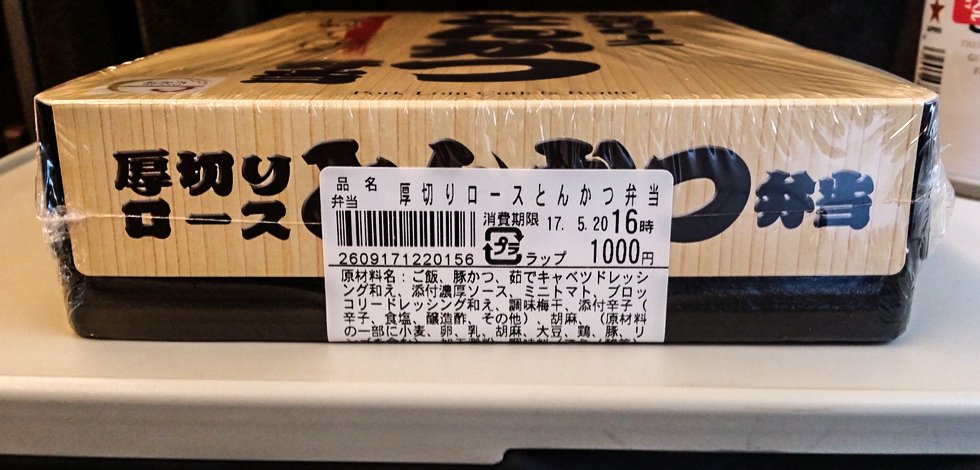 Pork Loin Cutlets Bento
厚切り
ロース
とんかつ
弁当
品名 厚切りロースとんかつ弁当
弁当
消費期限 17. 5.20 16時
2609171220156
プラ ラップ 1000円
原材料名:ご飯、豚かつ、茹でキャベツドレッシ
ング和え、添付濃厚ソース、ミニトマト、ブロッ
コリードレッシング和え、調味梅干、添付辛子(
辛子、食塩、醸造酢、その他)、胡麻、(原材料
の一部に小麦、卵、乳、胡麻、大豆、鶏、豚、り